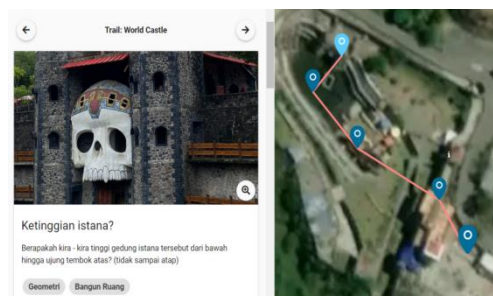 Trail: World Castle
Ketinggian istana?
Berapakah kira - kira tinggi gedung istana tersebut dari bawah
hingga ujung tembok atas? (tidak sampai atap)
Geometri
Bangun Ruang